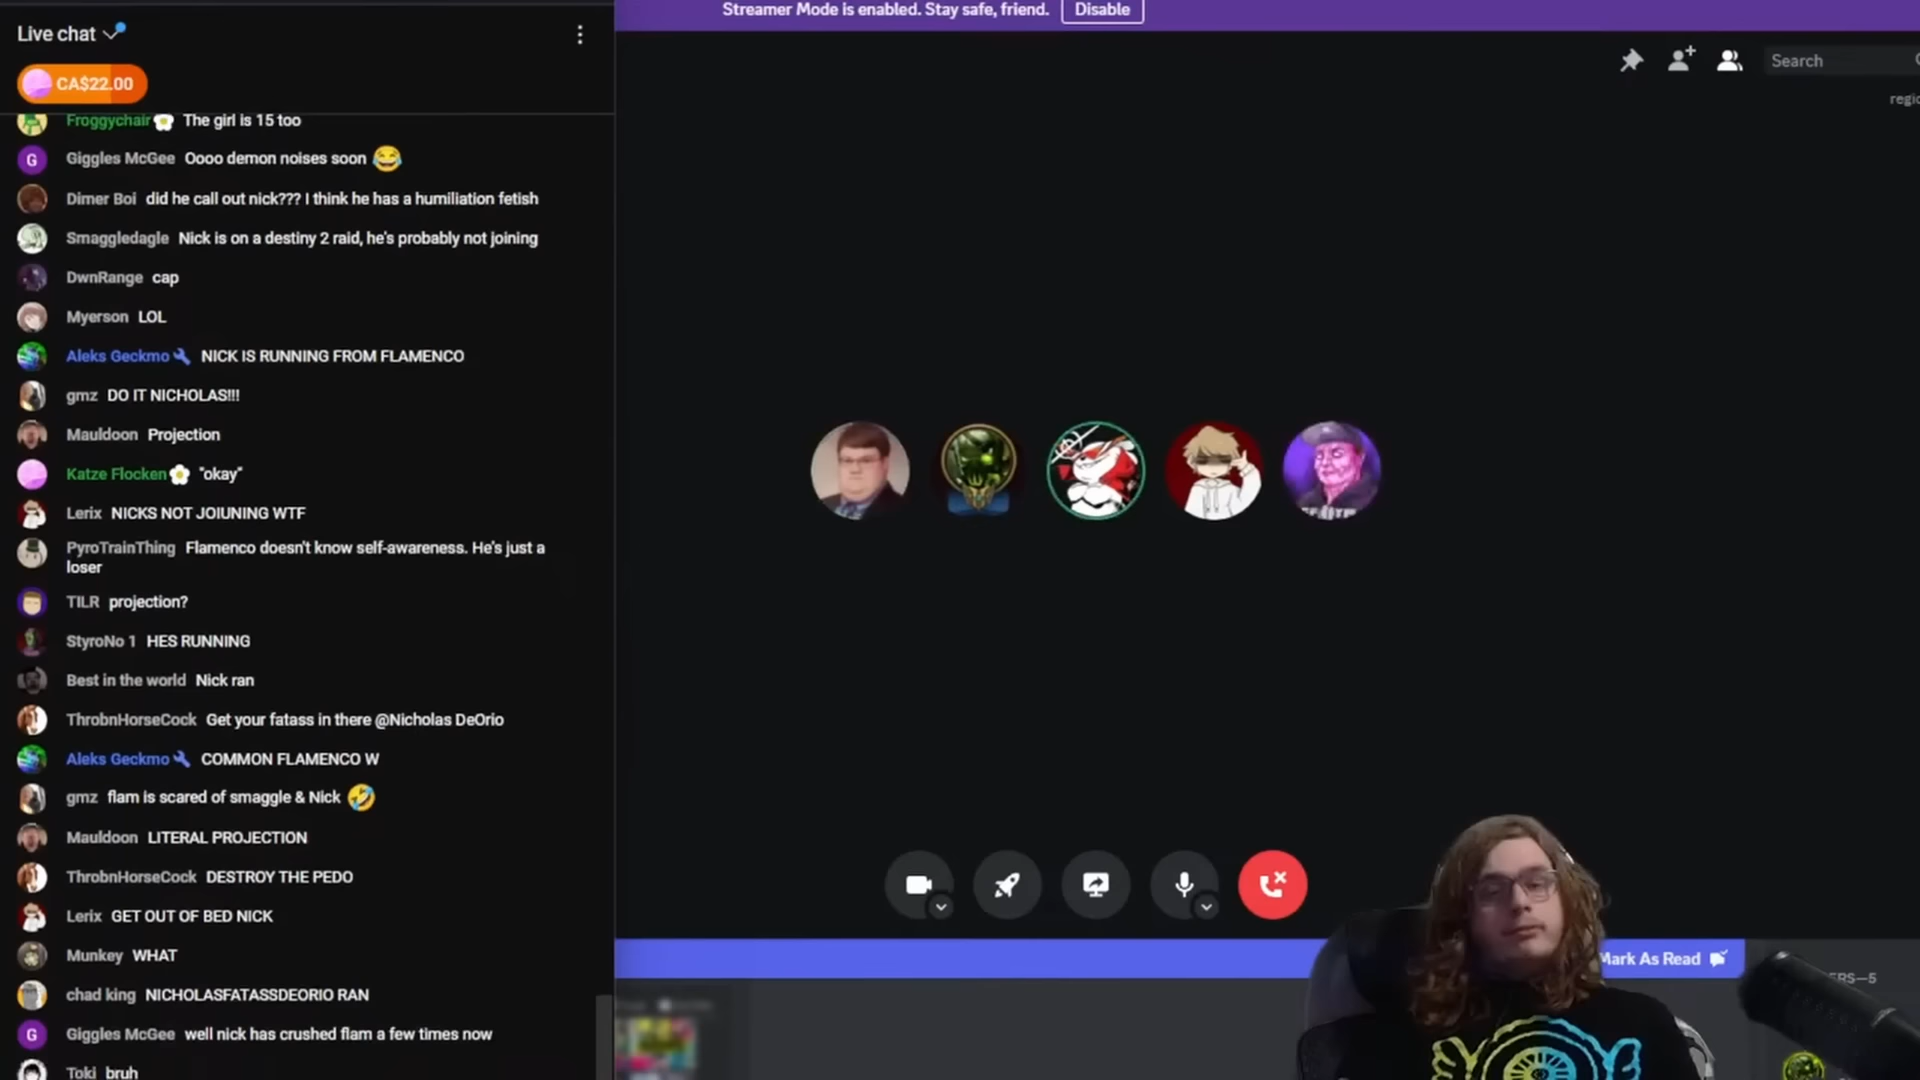 Streamer Mode is enabled. Stay safe, friend. Disable
Live chat
Search
CA$22.00
regio
Froggychair The girl is 15 too
G Giggles McGee Oooo demon noises soon 😂
Dimer Boi did he call out nick??? I think he has a humiliation fetish
Smaggledagle Nick is on a destiny 2 raid, he's probably not joining
DwnRange cap
Myerson LOL
Aleks Geckmo NICK IS RUNNING FROM FLAMENCO
gmz DO IT NICHOLAS!!!
Mauldoon Projection
Katze Flocken "okay"
Lerix NICKS NOT JOIUNING WTF
PyroTrainThing Flamenco doesn't know self-awareness. He's just a
loser
TILR projection?
StyroNo 1 HES RUNNING
Best in the world Nick ran
ThrobnHorseCock Get your fatass in there @Nicholas DeOrio
Aleks Geckmo COMMON FLAMENCO W
gmz flam is scared of smaggle & Nick 🤣
Mauldoon LITERAL PROJECTION
ThrobnHorseCock DESTROY THE PEDO
Lerix GET OUT OF BED NICK
Munkey WHAT
Mark As Read
ERS—5
chad king NICHOLASFATASSDEORIO RAN
G Giggles McGee well nick has crushed flam a few times now
Toki bruh